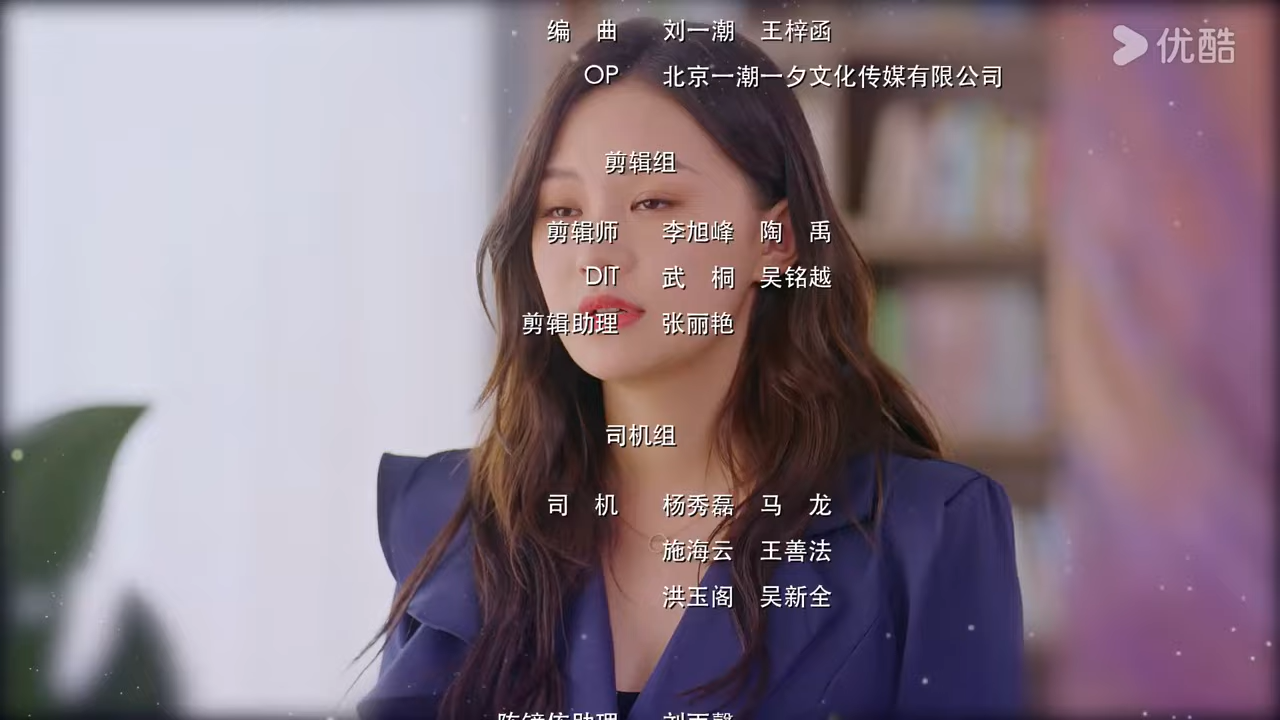 编 曲 刘一潮 王梓函
优酷
OP 北京一潮一夕文化传媒有限公司
剪辑组
剪辑师 李旭峰 陶 禹
DIT 武 桐 吴铭越
剪辑助理 张丽艳
司机组
司 机 杨秀磊 马 龙
施海云 王善法
洪玉阁 吴新全